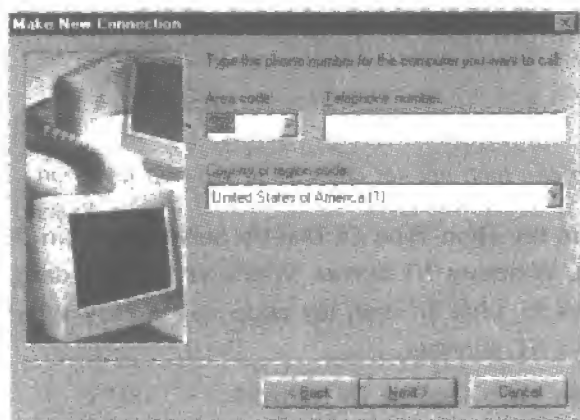 Make New Connection
Type the phone number for the computer you want to call:
Area code: Telephone number:
Country or region code:
United States of America (1)
< Back Next > Cancel